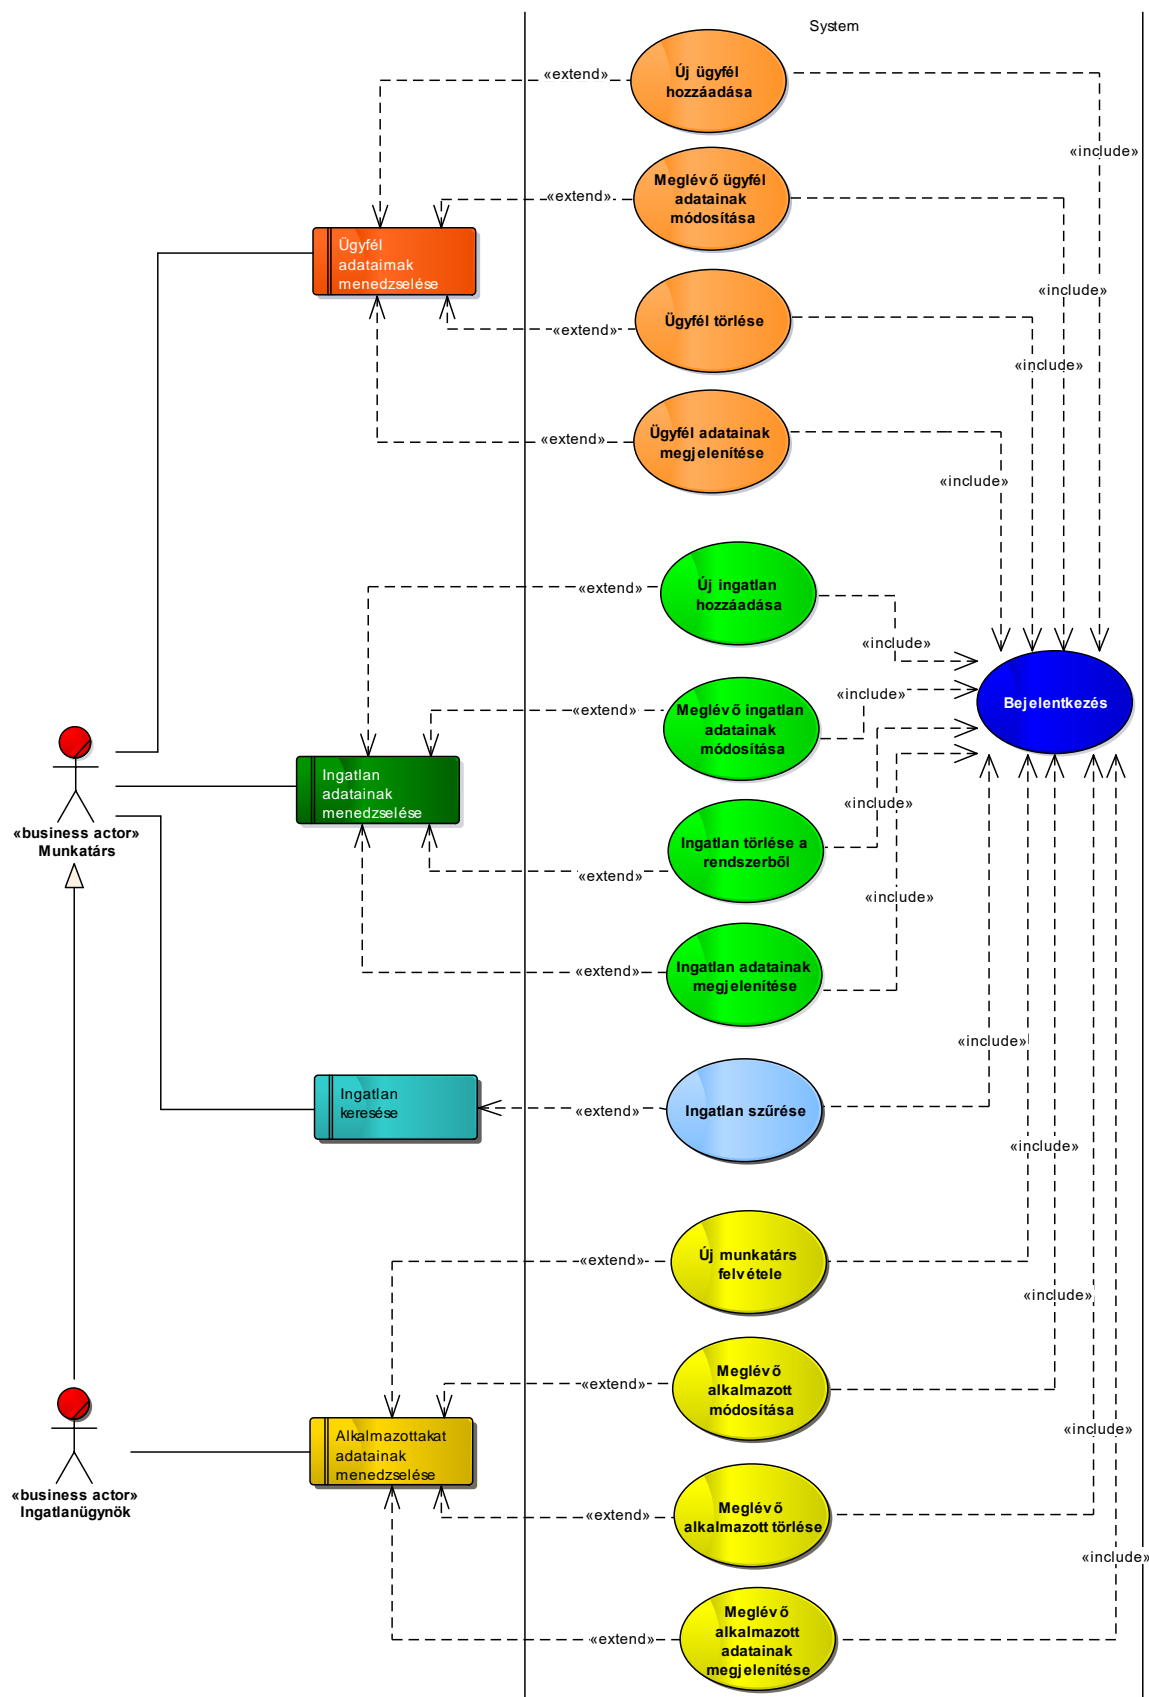 System
«extend»
Új ügyfél
hozzáadása
«include»
«extend»
Meglévő ügyfél
adatainak
módosítása
«include»
Ügyfél
adataimak
menedzselése
«extend»
Ügyfél törlése
«include»
«extend»
Ügyfél adatainak
megjelenítése
«include»
«extend»
Új ingatlan
hozzáadása
«include»
«extend»
Meglévő ingatlan
adatainak
módosítása
«include»
Bejelentkezés
Ingatlan
adatainak
menedzselése
«include»
«business actor»
Munkatárs
«extend»
Ingatlan törlése a
rendszerből
«include»
«extend»
Ingatlan adatainak
megjelenítése
«include»
Ingatlan
keresése
«extend»
Ingatlan szűrése
«include»
«extend»
Új munkatárs
felvétele
«include»
«extend»
Meglévő
alkalmazott
módosítása
«include»
Alkalmazottakat
adatainak
menedzselése
«business actor»
Ingatlanügynök
«extend»
Meglévő
alkalmazott törlése
«include»
«extend»
Meglévő
alkalmazott
adatainak
megjelenítése
«include»